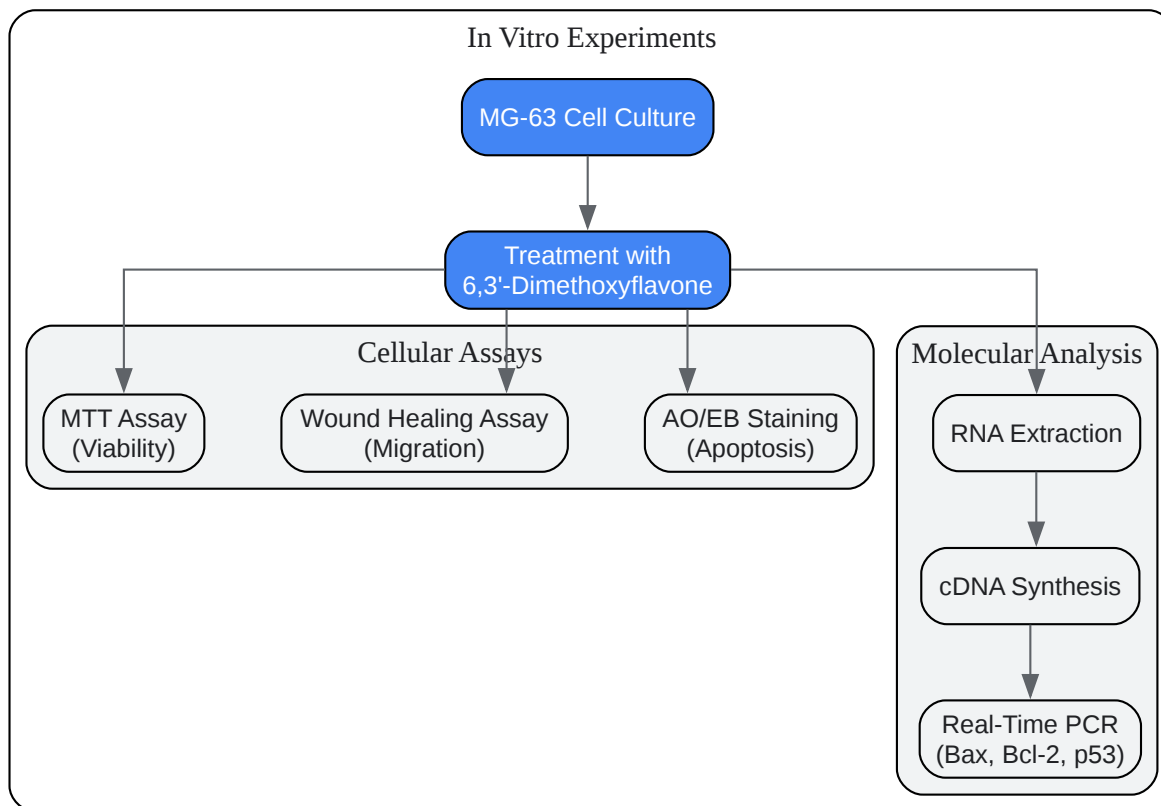 In Vitro Experiments
MG-63 Cell Culture
Treatment with
6,3'-Dimethoxyflavone
Cellular Assays
MTT Assay
(Viability)
Wound Healing Assay
(Migration)
AO/EB Staining
(Apoptosis)
Molecular Analysis
RNA Extraction
cDNA Synthesis
Real-Time PCR
(Bax, Bcl-2, p53)